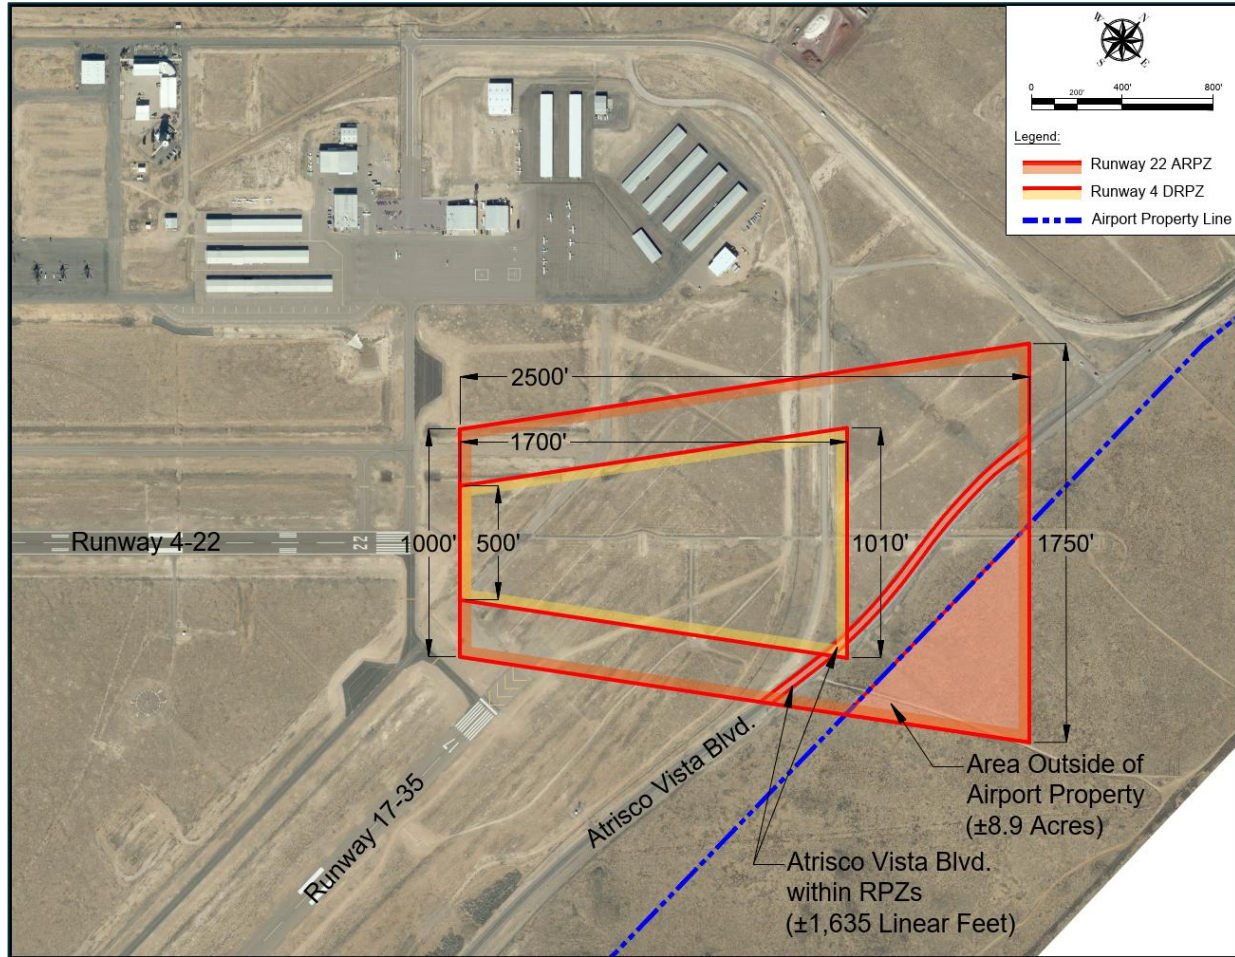 W
N
S
E
0
200'
400'
800'
Legend:
Runway 22 ARPZ
Runway 4 DRPZ
Airport Property Line
2500'
1700'
Runway 4-22
22
1000'
500'
1010'
1750'
17
Runway 17-35
Atrisco Vista Blvd.
Area Outside of
Airport Property
(±8.9 Acres)
Atrisco Vista Blvd.
within RPZs
(±1,635 Linear Feet)